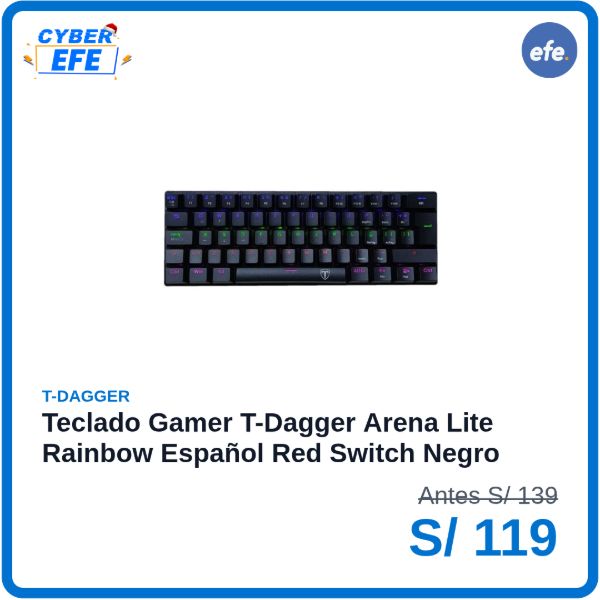 CYBER
EFE
efe.
T-DAGGER
Teclado Gamer T-Dagger Arena Lite
Rainbow Español Red Switch Negro
Antes S/ 139
S/ 119